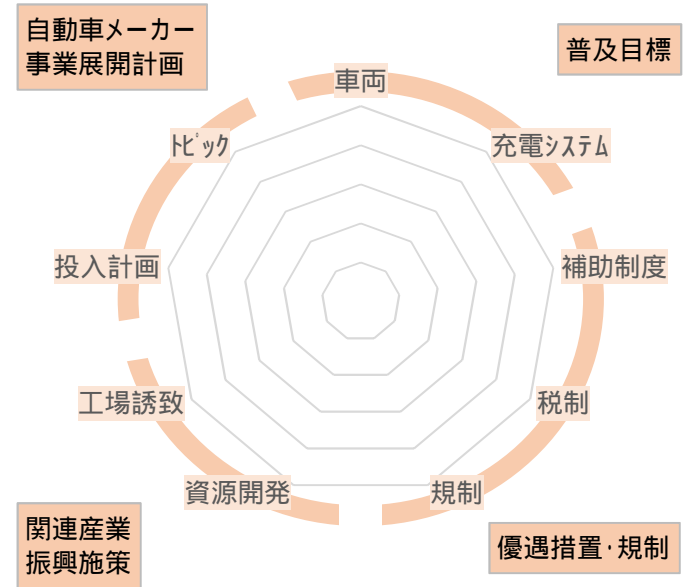 自動車メーカー
事業展開計画
普及目標
車両
ﾄﾋﾟｯｸ
充電ｼｽﾃﾑ
投入計画
補助制度
工場誘致
税制
資源開発
規制
関連産業
振興施策
優遇措置･規制